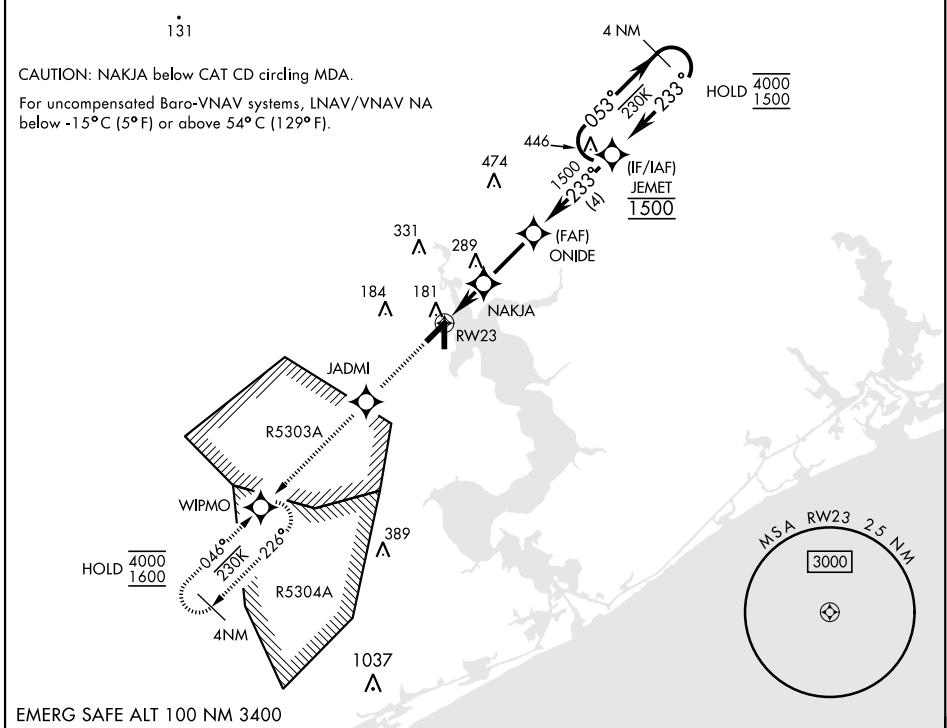 131
CAUTION: NAKJA below CAT CD circling MDA.
For uncompensated Baro-VNAV systems, LNAV/VNAV NA
below -15°C (5°F) or above 54°C (129°F).
4 NM
053°
230K
233°
HOLD 4000
1500
446
474
1500
233°
(4)
(IF/IAF)
JEMET
1500
(FAF)
ONIDE
331
289
NAKJA
184
181
RW23
JADMI
R5303A
WIPMO
046°
230K
226°
HOLD 4000
1600
4NM
R5304A
389
1037
MSA RW23 25 NM
3000
EMERG SAFE ALT 100 NM 3400